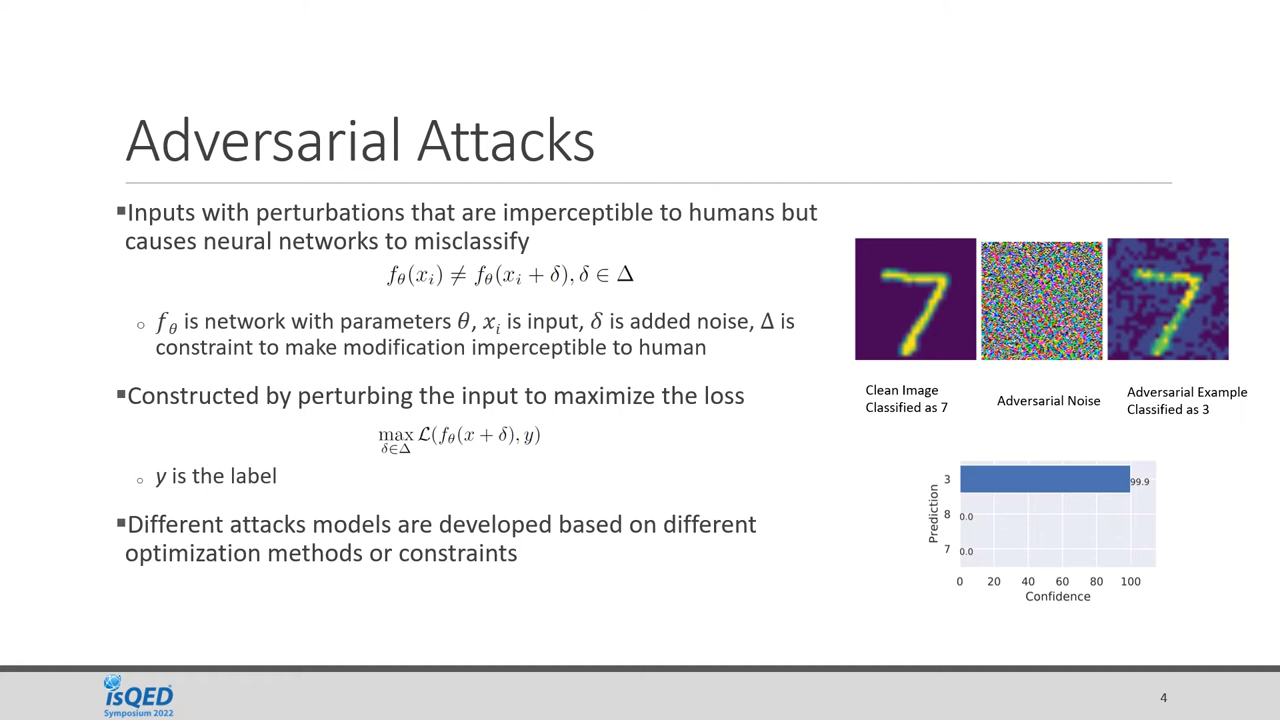 Adversarial Attacks
▪Inputs with perturbations that are imperceptible to humans but
causes neural networks to misclassify
f_θ(x_i) ≠ f_θ(x_i + δ), δ ∈ Δ
○ f_θ is network with parameters θ, x_i is input, δ is added noise, Δ is
constraint to make modification imperceptible to human
▪Constructed by perturbing the input to maximize the loss
max ℒ(f_θ(x + δ), y)
δ∈Δ
○ y is the label
▪Different attacks models are developed based on different
optimization methods or constraints
Clean Image
Classified as 7
Adversarial Noise
Adversarial Example
Classified as 3
Prediction
3 99.9
8 0.0
7 0.0
0 20 40 60 80 100
Confidence
isQED
Symposium 2022
4